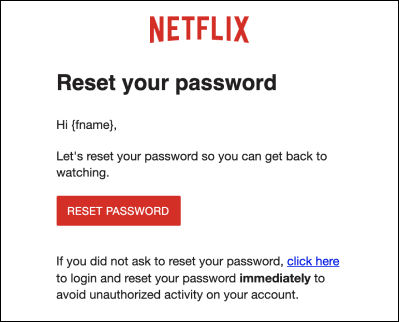 NETFLIX
Reset your password
Hi {fname},
Let's reset your password so you can get back to
watching.
RESET PASSWORD
If you did not ask to reset your password, click here
to login and reset your password immediately to
avoid unauthorized activity on your account.